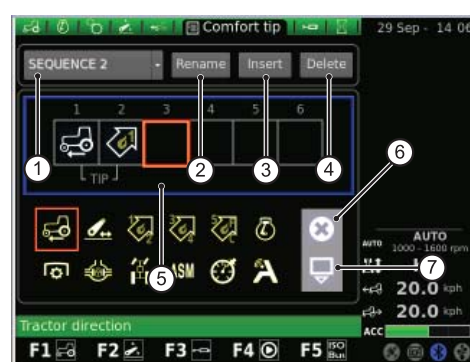 Comfort tip
29 Sep - 14 06
SEQUENCE 2
Rename
Insert
Delete
1 2 3 4 5 6
TIP
1
2
3
4
5
6
7
ASM
AUTO
AUTO
1000 - 1600 rpm
20.0 kph
20.0 kph
ACC
Tractor direction
F1
F2
F3
F4
F5 ISO